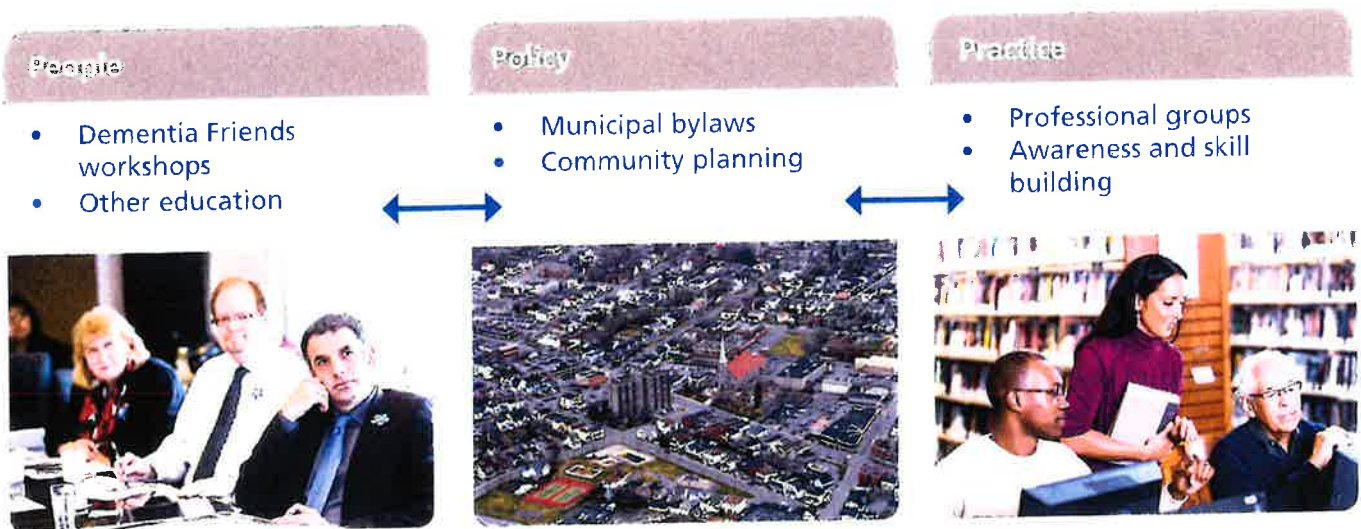 People
• Dementia Friends
workshops
• Other education
Policy
• Municipal bylaws
• Community planning
Practice
• Professional groups
• Awareness and skill
building